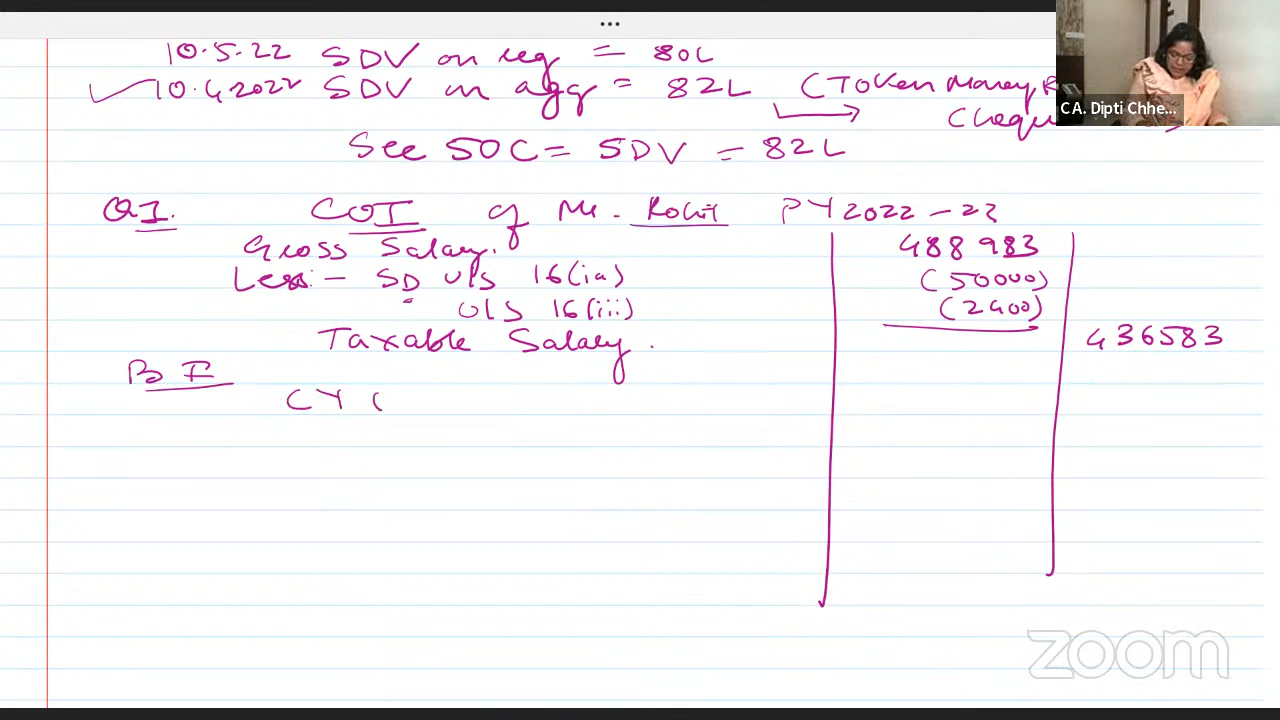 10.5.22 SDV on reg = 80L
10.4.2022 SDV on agg = 82L (Token Money,
Chequ
CA. Dipti Chhe...
See 50C = SDV = 82L
Q1. COI of Mr. Rohit PY 2022-23
Gross Salary. 488983
Less:- SD U/S 16(ia) (50000)
U/S 16(iii) (2400)
Taxable Salary. 436583
B I
CY (
zoom